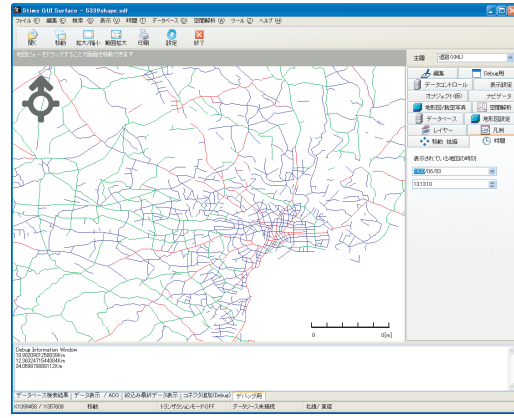 Stims GUI Surface - 5339shape.sdf
ファイル(F) 編集(E) 検索(S) 表示(V) 時間(T) データベース(D) 空間解析(A) ツール(Z) ヘルプ(H)
開く 移動 拡大/縮小 範囲拡大 印刷 設定 終了
地図ビューをドラッグすることで画面を移動できます
主題 道路(XML)
編集 Debug用
データコントロール 表示設定
オブジェクト(仮) ナビゲータ
地形図/航空写真 空間解析
データベース 地形図設定
レイヤー 凡例
移動 拡縮 時間
表示されている地図の時刻
/06/03
13:13:10
0 0[m]
Debug Information Window
データベース検索結果 データ表示 / ADO 絞込み最終データ表示 コネクタ追加(Debug) デバッグ用
X1399458 / Y357608 移動 トランザクションモードOFF データソース未接続 北緯/ 東経